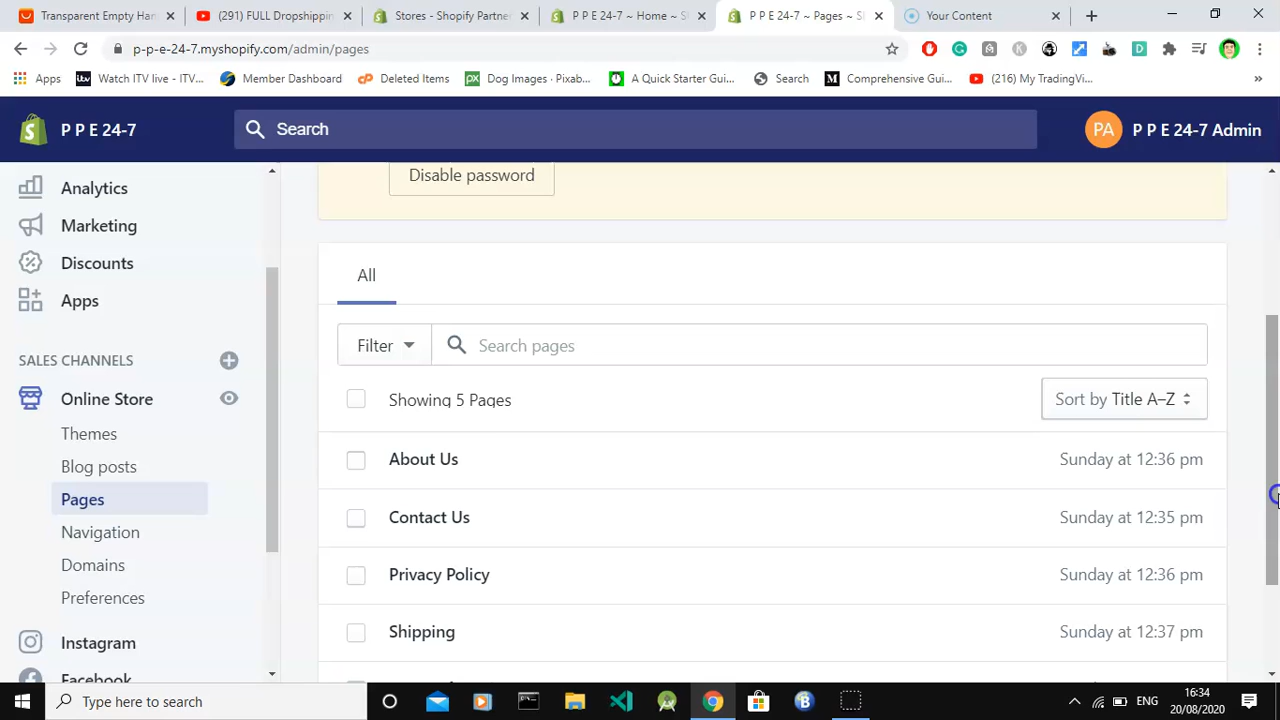 Transparent Empty Han
(291) FULL Dropshippin
Stores - Shopify Partner
P P E 24-7 ~ Home ~ Sh
P P E 24-7 ~ Pages ~ S
Your Content
p-p-e-24-7.myshopify.com/admin/pages
Apps
Watch ITV live - ITV...
Member Dashboard
Deleted Items
Dog Images · Pixab...
A Quick Starter Gui...
Search
Comprehensive Gui...
(216) My TradingVi...
P P E 24-7
Search
PA
P P E 24-7 Admin
Analytics
Marketing
Discounts
Apps
SALES CHANNELS
Online Store
Themes
Blog posts
Pages
Navigation
Domains
Preferences
Instagram
Facebook
Disable password
All
Filter
Search pages
Showing 5 Pages
Sort by Title A–Z
About Us
Sunday at 12:36 pm
Contact Us
Sunday at 12:35 pm
Privacy Policy
Sunday at 12:36 pm
Shipping
Sunday at 12:37 pm
Type here to search
ENG
16:34
20/08/2020